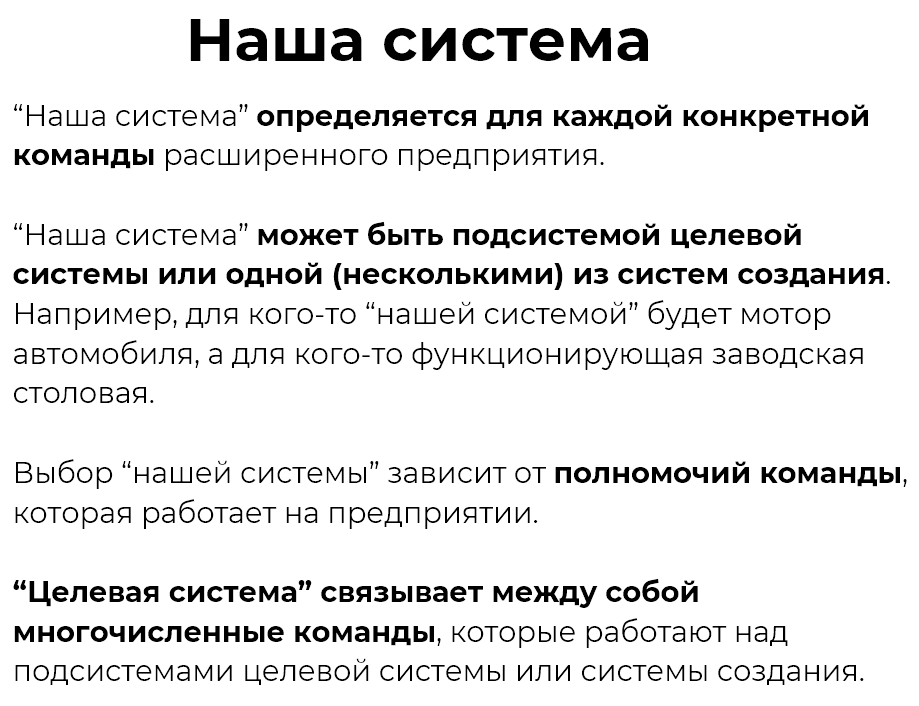 Наша система
“Наша система” определяется для каждой конкретной
команды расширенного предприятия.
“Наша система” может быть подсистемой целевой
системы или одной (несколькими) из систем создания.
Например, для кого-то “нашей системой” будет мотор
автомобиля, а для кого-то функционирующая заводская
столовая.
Выбор “нашей системы” зависит от полномочий команды,
которая работает на предприятии.
“Целевая система” связывает между собой
многочисленные команды, которые работают над
подсистемами целевой системы или системы создания.